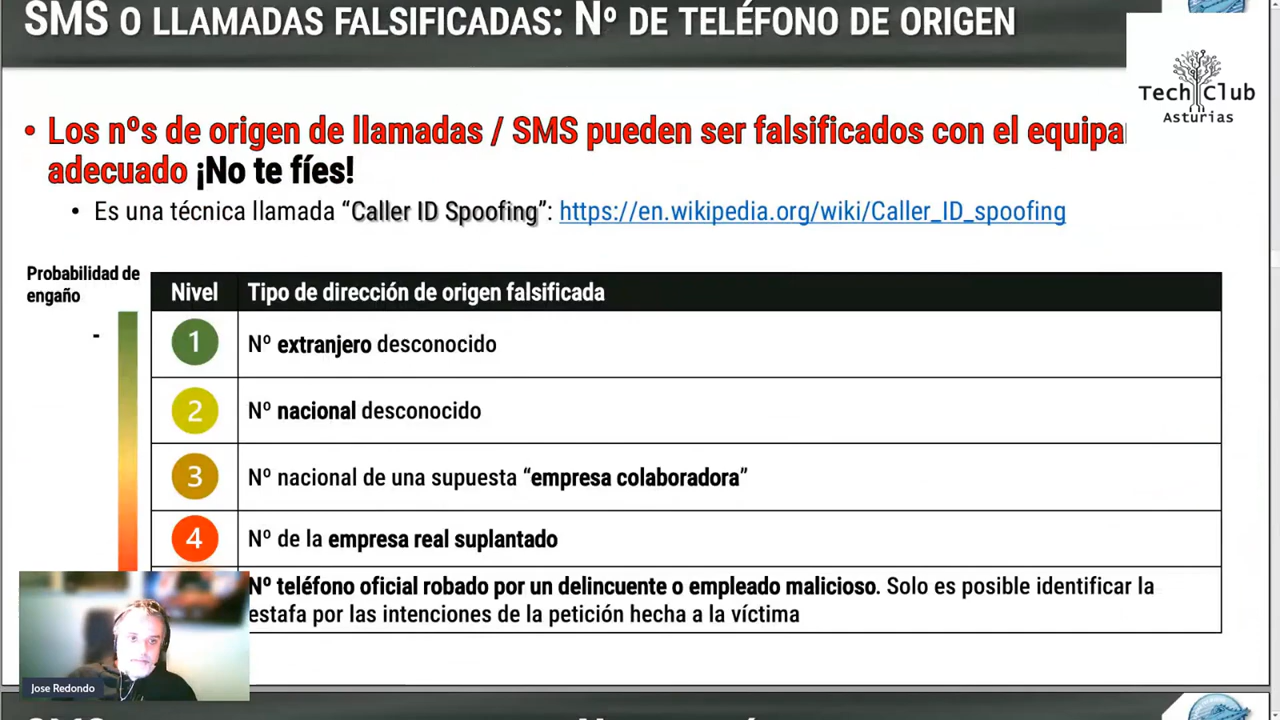 SMS O LLAMADAS FALSIFICADAS: Nº DE TELÉFONO DE ORIGEN
Tech Club
Asturias
• Los nºs de origen de llamadas / SMS pueden ser falsificados con el
adecuado ¡No te fíes!
• Es una técnica llamada “Caller ID Spoofing”: https://en.wikipedia.org/wiki/Caller_ID_spoofing
Probabilidad de
engaño
-
Nivel Tipo de dirección de origen falsificada
1 Nº extranjero desconocido
2 Nº nacional desconocido
3 Nº nacional de una supuesta “empresa colaboradora”
4 Nº de la empresa real suplantado
Nº teléfono oficial robado por un delincuente o empleado malicioso. Solo es posible identificar la
estafa por las intenciones de la petición hecha a la víctima
Jose Redondo